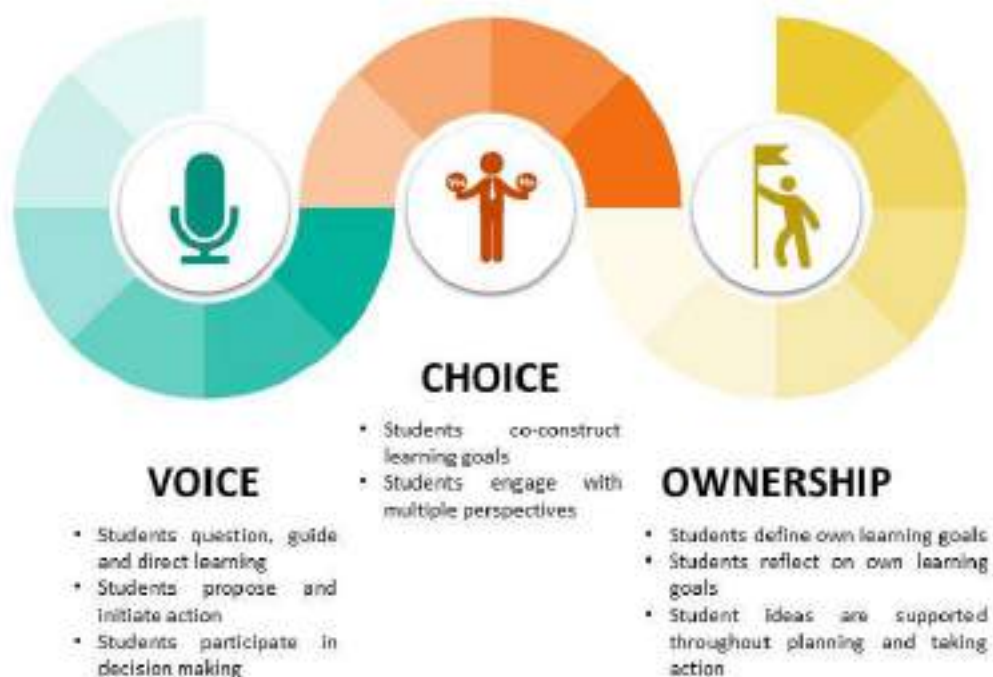 Yes
No
CHOICE
• Students co-construct
learning goals
• Students engage with
multiple perspectives
VOICE
• Students question, guide
and direct learning
• Students propose and
initiate action
• Students participate in
decision making
OWNERSHIP
• Students define own learning goals
• Students reflect on own learning
goals
• Student ideas are supported
throughout planning and taking
action